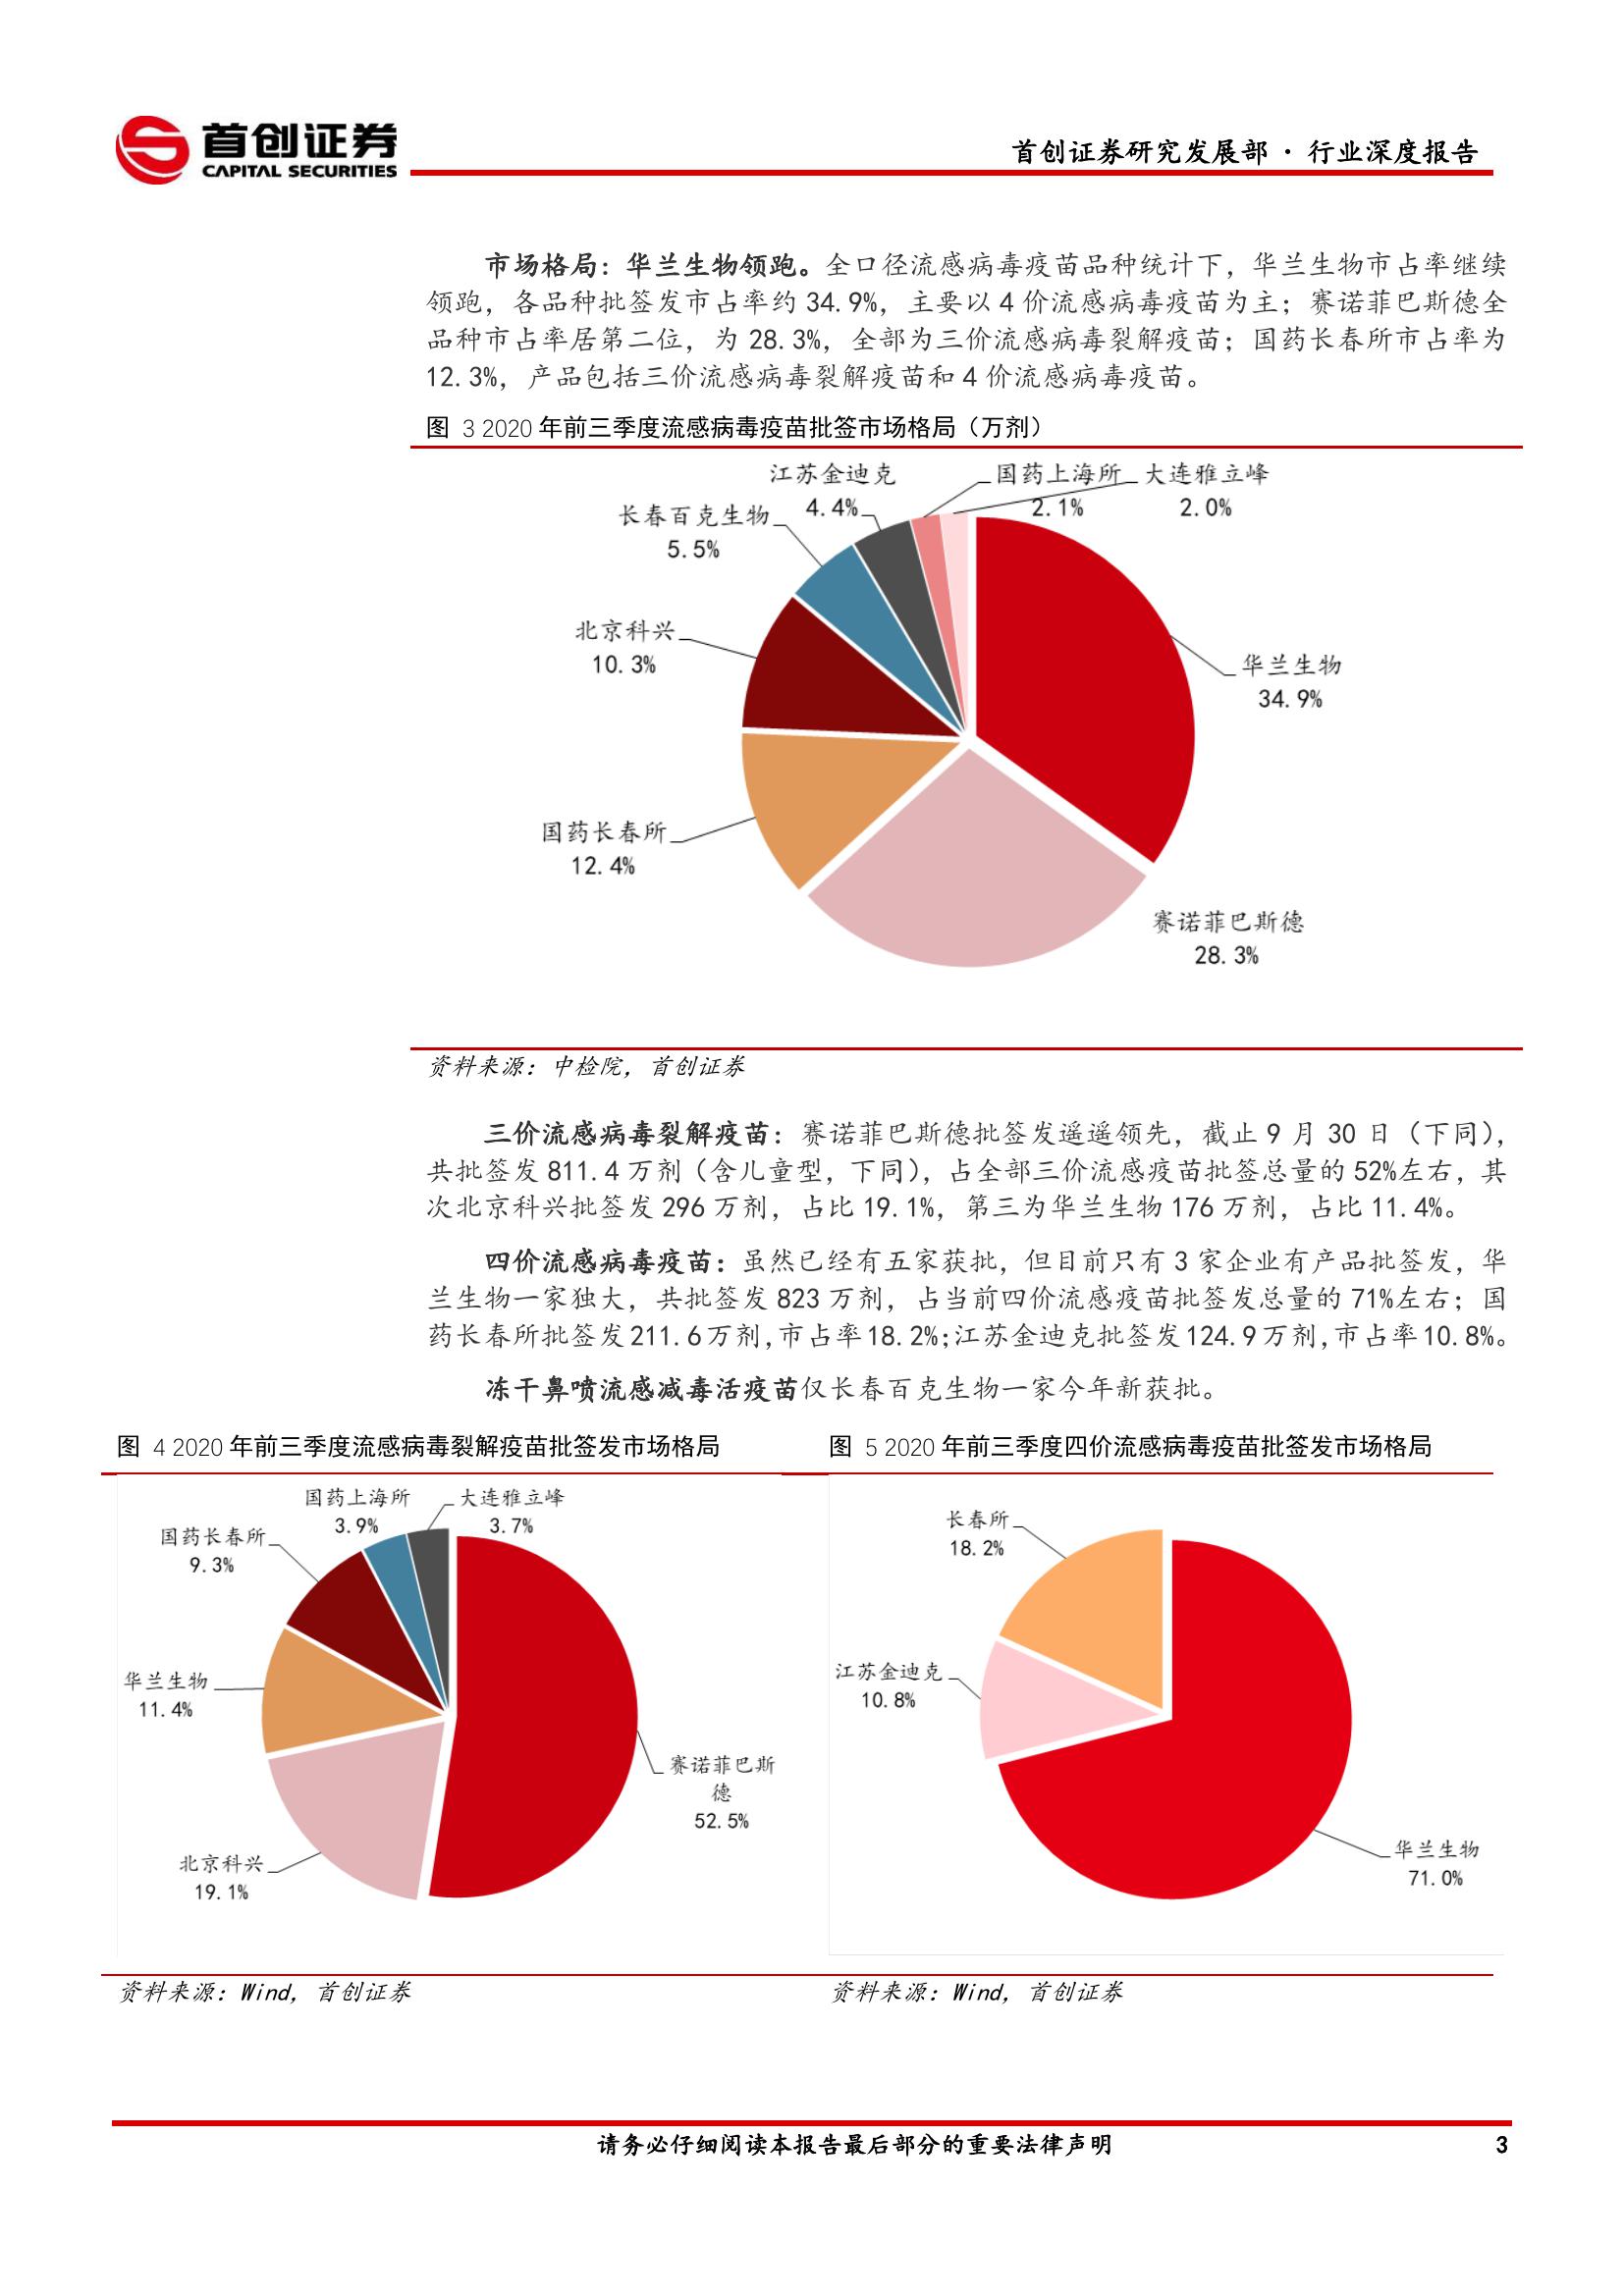 首创证券
CAPITAL SECURITIES
首创证券研究发展部 · 行业深度报告
市场格局：华兰生物领跑。全口径流感病毒疫苗品种统计下，华兰生物市占率继续
领跑，各品种批签发市占率约 34.9%，主要以 4 价流感病毒疫苗为主；赛诺菲巴斯德全
品种市占率居第二位，为 28.3%，全部为三价流感病毒裂解疫苗；国药长春所市占率为
12.3%，产品包括三价流感病毒裂解疫苗和 4 价流感病毒疫苗。
图 3 2020 年前三季度流感病毒疫苗批签市场格局（万剂）
江苏金迪克
4.4%
国药上海所
2.1%
大连雅立峰
2.0%
长春百克生物
5.5%
北京科兴
10.3%
华兰生物
34.9%
国药长春所
12.4%
赛诺菲巴斯德
28.3%
资料来源：中检院，首创证券
三价流感病毒裂解疫苗：赛诺菲巴斯德批签发遥遥领先，截止 9 月 30 日（下同），
共批签发 811.4 万剂（含儿童型，下同），占全部三价流感疫苗批签总量的 52%左右，其
次北京科兴批签发 296 万剂，占比 19.1%，第三为华兰生物 176 万剂，占比 11.4%。
四价流感病毒疫苗：虽然已经有五家获批，但目前只有 3 家企业有产品批签发，华
兰生物一家独大，共批签发 823 万剂，占当前四价流感疫苗批签发总量的 71%左右；国
药长春所批签发 211.6 万剂，市占率 18.2%；江苏金迪克批签发 124.9 万剂，市占率 10.8%。
冻干鼻喷流感减毒活疫苗仅长春百克生物一家今年新获批。
图 4 2020 年前三季度流感病毒裂解疫苗批签发市场格局
国药上海所
3.9%
大连雅立峰
3.7%
国药长春所
9.3%
华兰生物
11.4%
赛诺菲巴斯
德
52.5%
北京科兴
19.1%
资料来源：Wind，首创证券
图 5 2020 年前三季度四价流感病毒疫苗批签发市场格局
长春所
18.2%
江苏金迪克
10.8%
华兰生物
71.0%
资料来源：Wind，首创证券
请务必仔细阅读本报告最后部分的重要法律声明
3